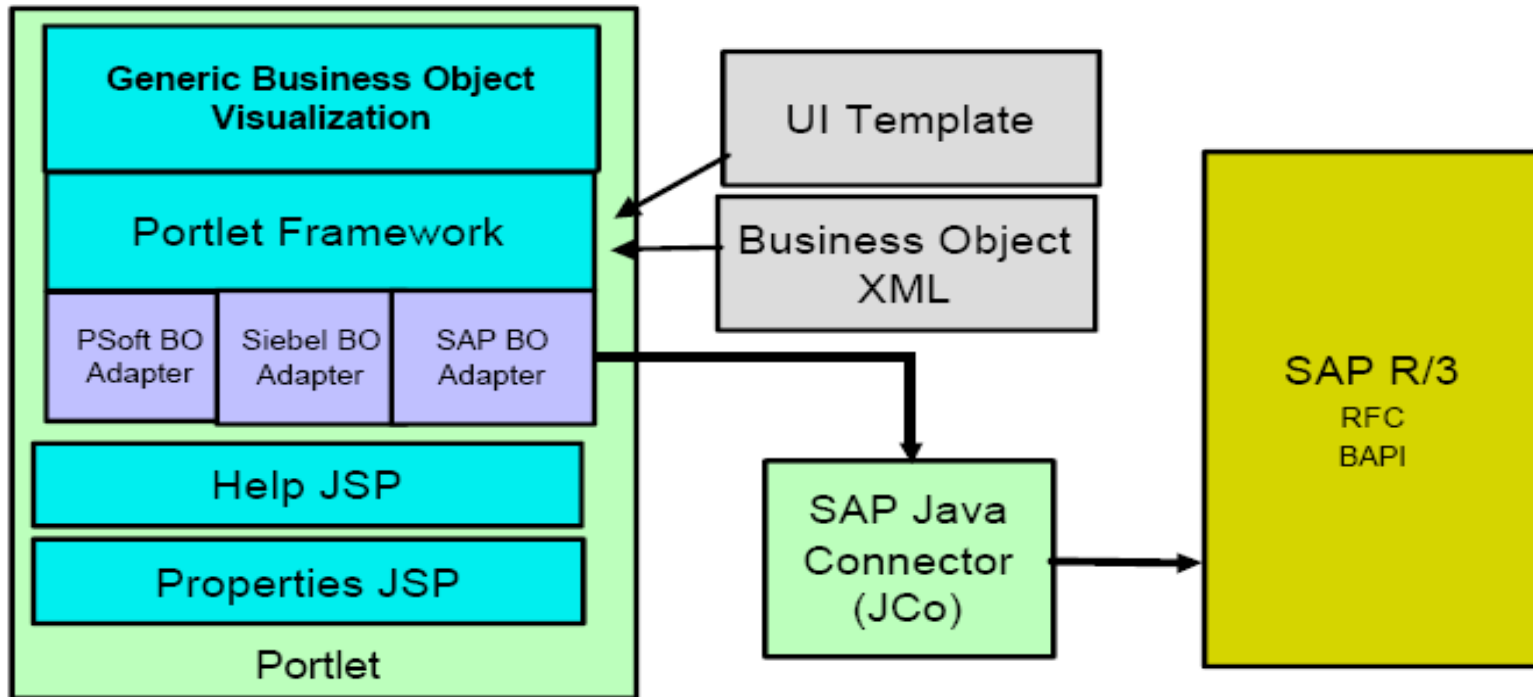 Generic Business Object
Visualization
Portlet Framework
PSoft BO
Adapter
Siebel BO
Adapter
SAP BO
Adapter
Help JSP
Properties JSP
Portlet
UI Template
Business Object
XML
SAP Java
Connector
(JCo)
SAP R/3
RFC
BAPI